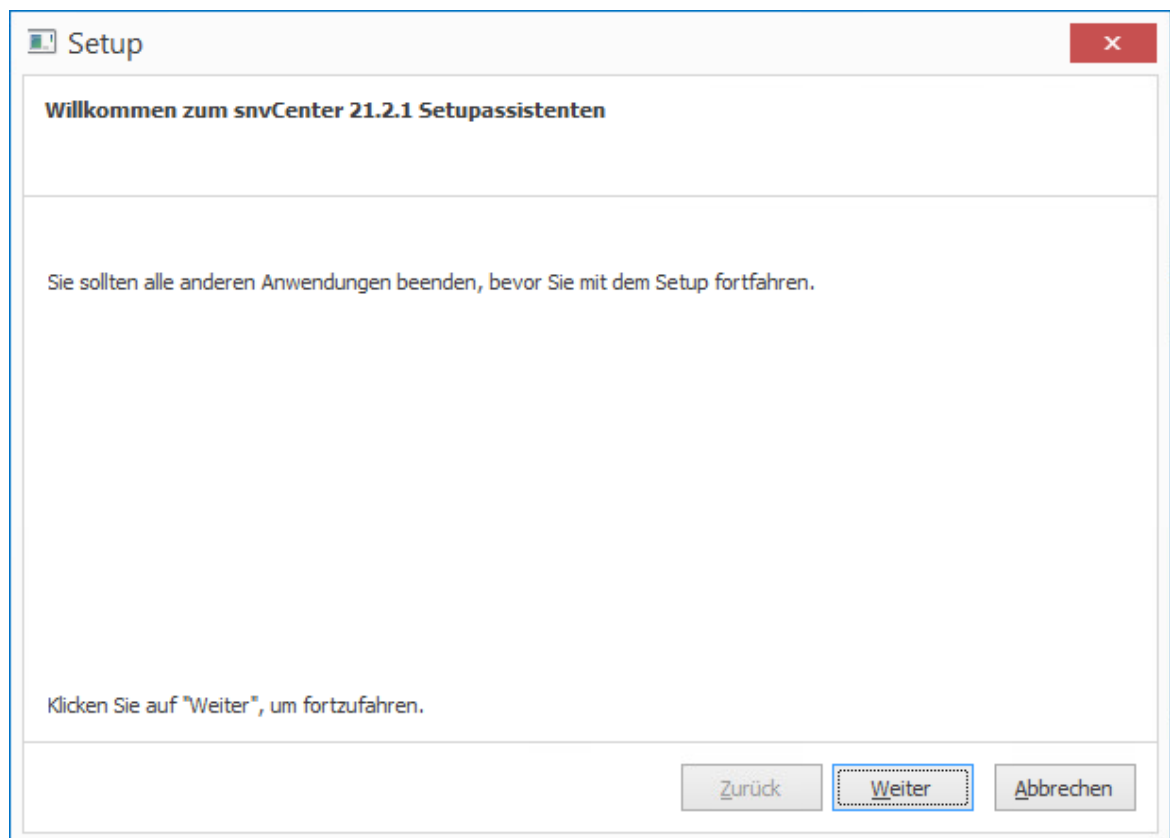 Setup
Willkommen zum snvCenter 21.2.1 Setupassistenten
Sie sollten alle anderen Anwendungen beenden, bevor Sie mit dem Setup fortfahren.
Klicken Sie auf "Weiter", um fortzufahren.
Zurück Weiter Abbrechen